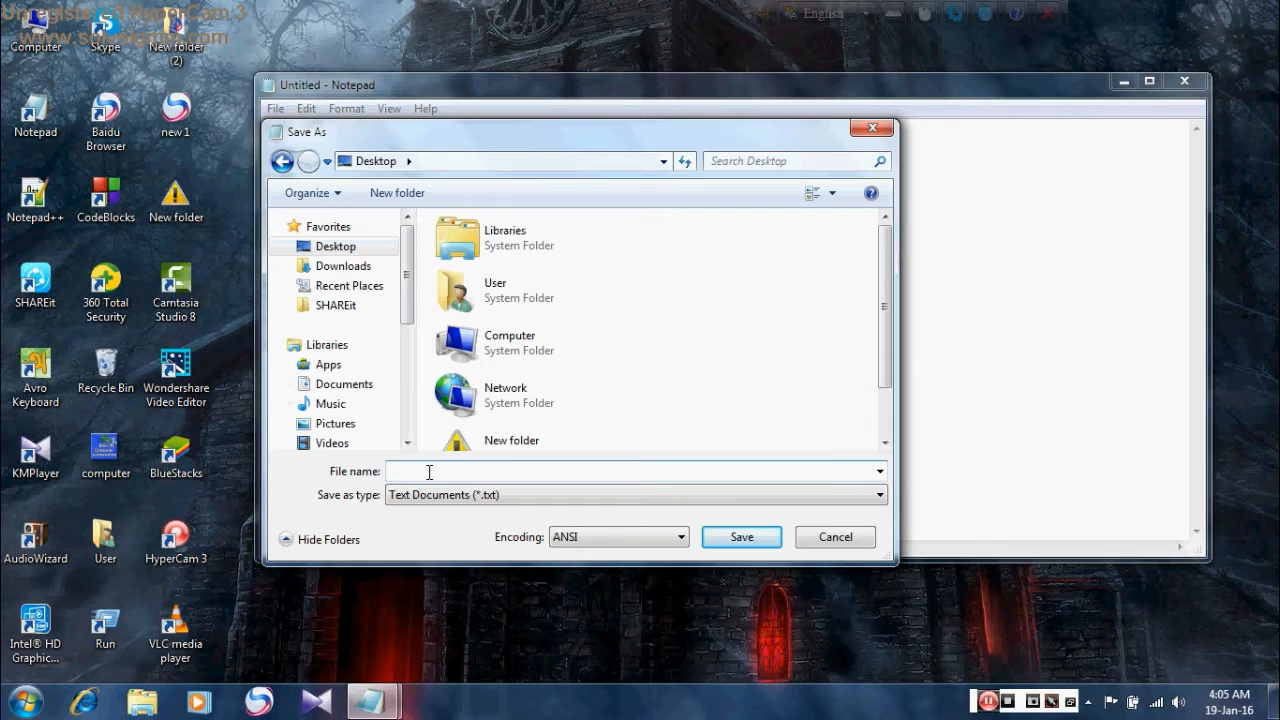 Unregistered HyperCam 3
www.solveigmm.com
English
Computer
Skype
New folder
(2)
Notepad
Baidu
Browser
new 1
Notepad++
CodeBlocks
New folder
SHAREit
360 Total
Security
Camtasia
Studio 8
Avro
Keyboard
Recycle Bin
Wondershare
Video Editor
KMPlayer
computer
BlueStacks
AudioWizard
User
HyperCam 3
Intel® HD
Graphic...
Run
VLC media
player
Untitled - Notepad
File Edit Format View Help
Save As
Desktop
Search Desktop
Organize
New folder
Favorites
Desktop
Downloads
Recent Places
SHAREit
Libraries
Apps
Documents
Music
Pictures
Videos
Libraries
System Folder
User
System Folder
Computer
System Folder
Network
System Folder
New folder
File name:
Save as type: Text Documents (*.txt)
Hide Folders
Encoding: ANSI
Save
Cancel
4:05 AM
19-Jan-16